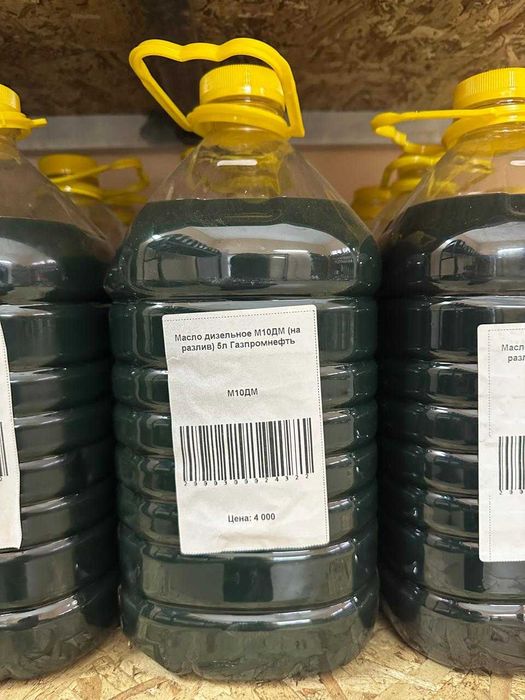 Масло дизельное М10ДМ (на
разлив) 5л Газпромнефть
М10ДМ
Цена: 4 000